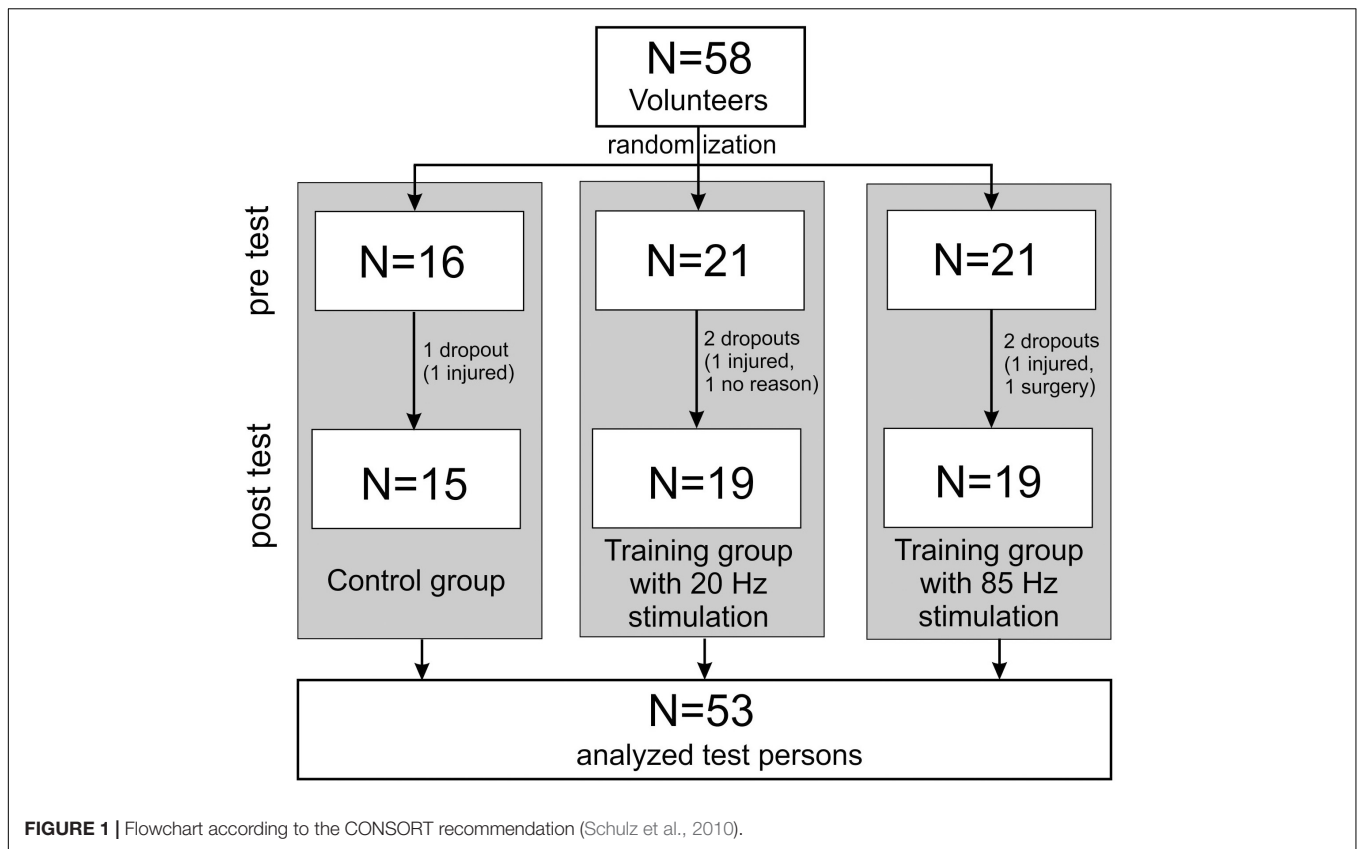 N=58
Volunteers
randomization
pre test
N=16
N=21
N=21
1 dropout
(1 injured)
2 dropouts
(1 injured,
1 no reason)
2 dropouts
(1 injured,
1 surgery)
post test
N=15
N=19
N=19
Control group
Training group
with 20 Hz
stimulation
Training group
with 85 Hz
stimulation
N=53
analyzed test persons
FIGURE 1 | Flowchart according to the CONSORT recommendation (Schulz et al., 2010).